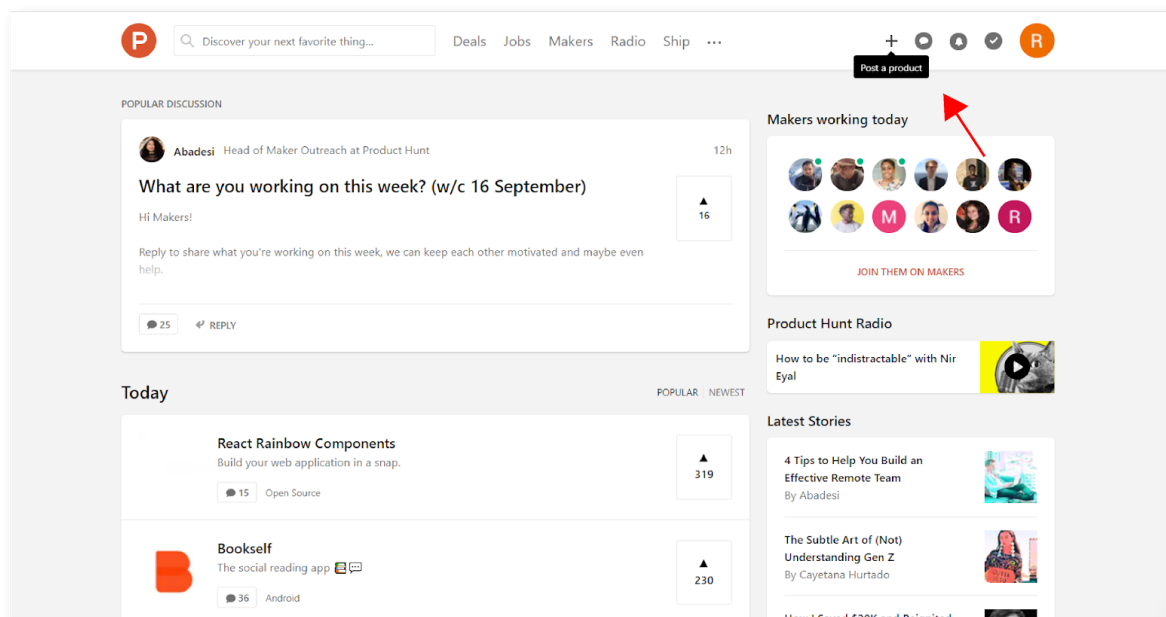 P
Discover your next favorite thing...
Deals Jobs Makers Radio Ship
R
Post a product
POPULAR DISCUSSION
Abadesi Head of Maker Outreach at Product Hunt 12h
What are you working on this week? (w/c 16 September)
16
Hi Makers!
Reply to share what you're working on this week, we can keep each other motivated and maybe even
help.
25 REPLY
Today
POPULAR NEWEST
React Rainbow Components
Build your web application in a snap.
319
15 Open Source
Bookself
The social reading app
230
36 Android
Makers working today
M
R
JOIN THEM ON MAKERS
Product Hunt Radio
How to be “indistractable” with Nir
Eyal
Latest Stories
4 Tips to Help You Build an
Effective Remote Team
By Abadesi
The Subtle Art of (Not)
Understanding Gen Z
By Cayetana Hurtado
How I Saved $30K and Reignited